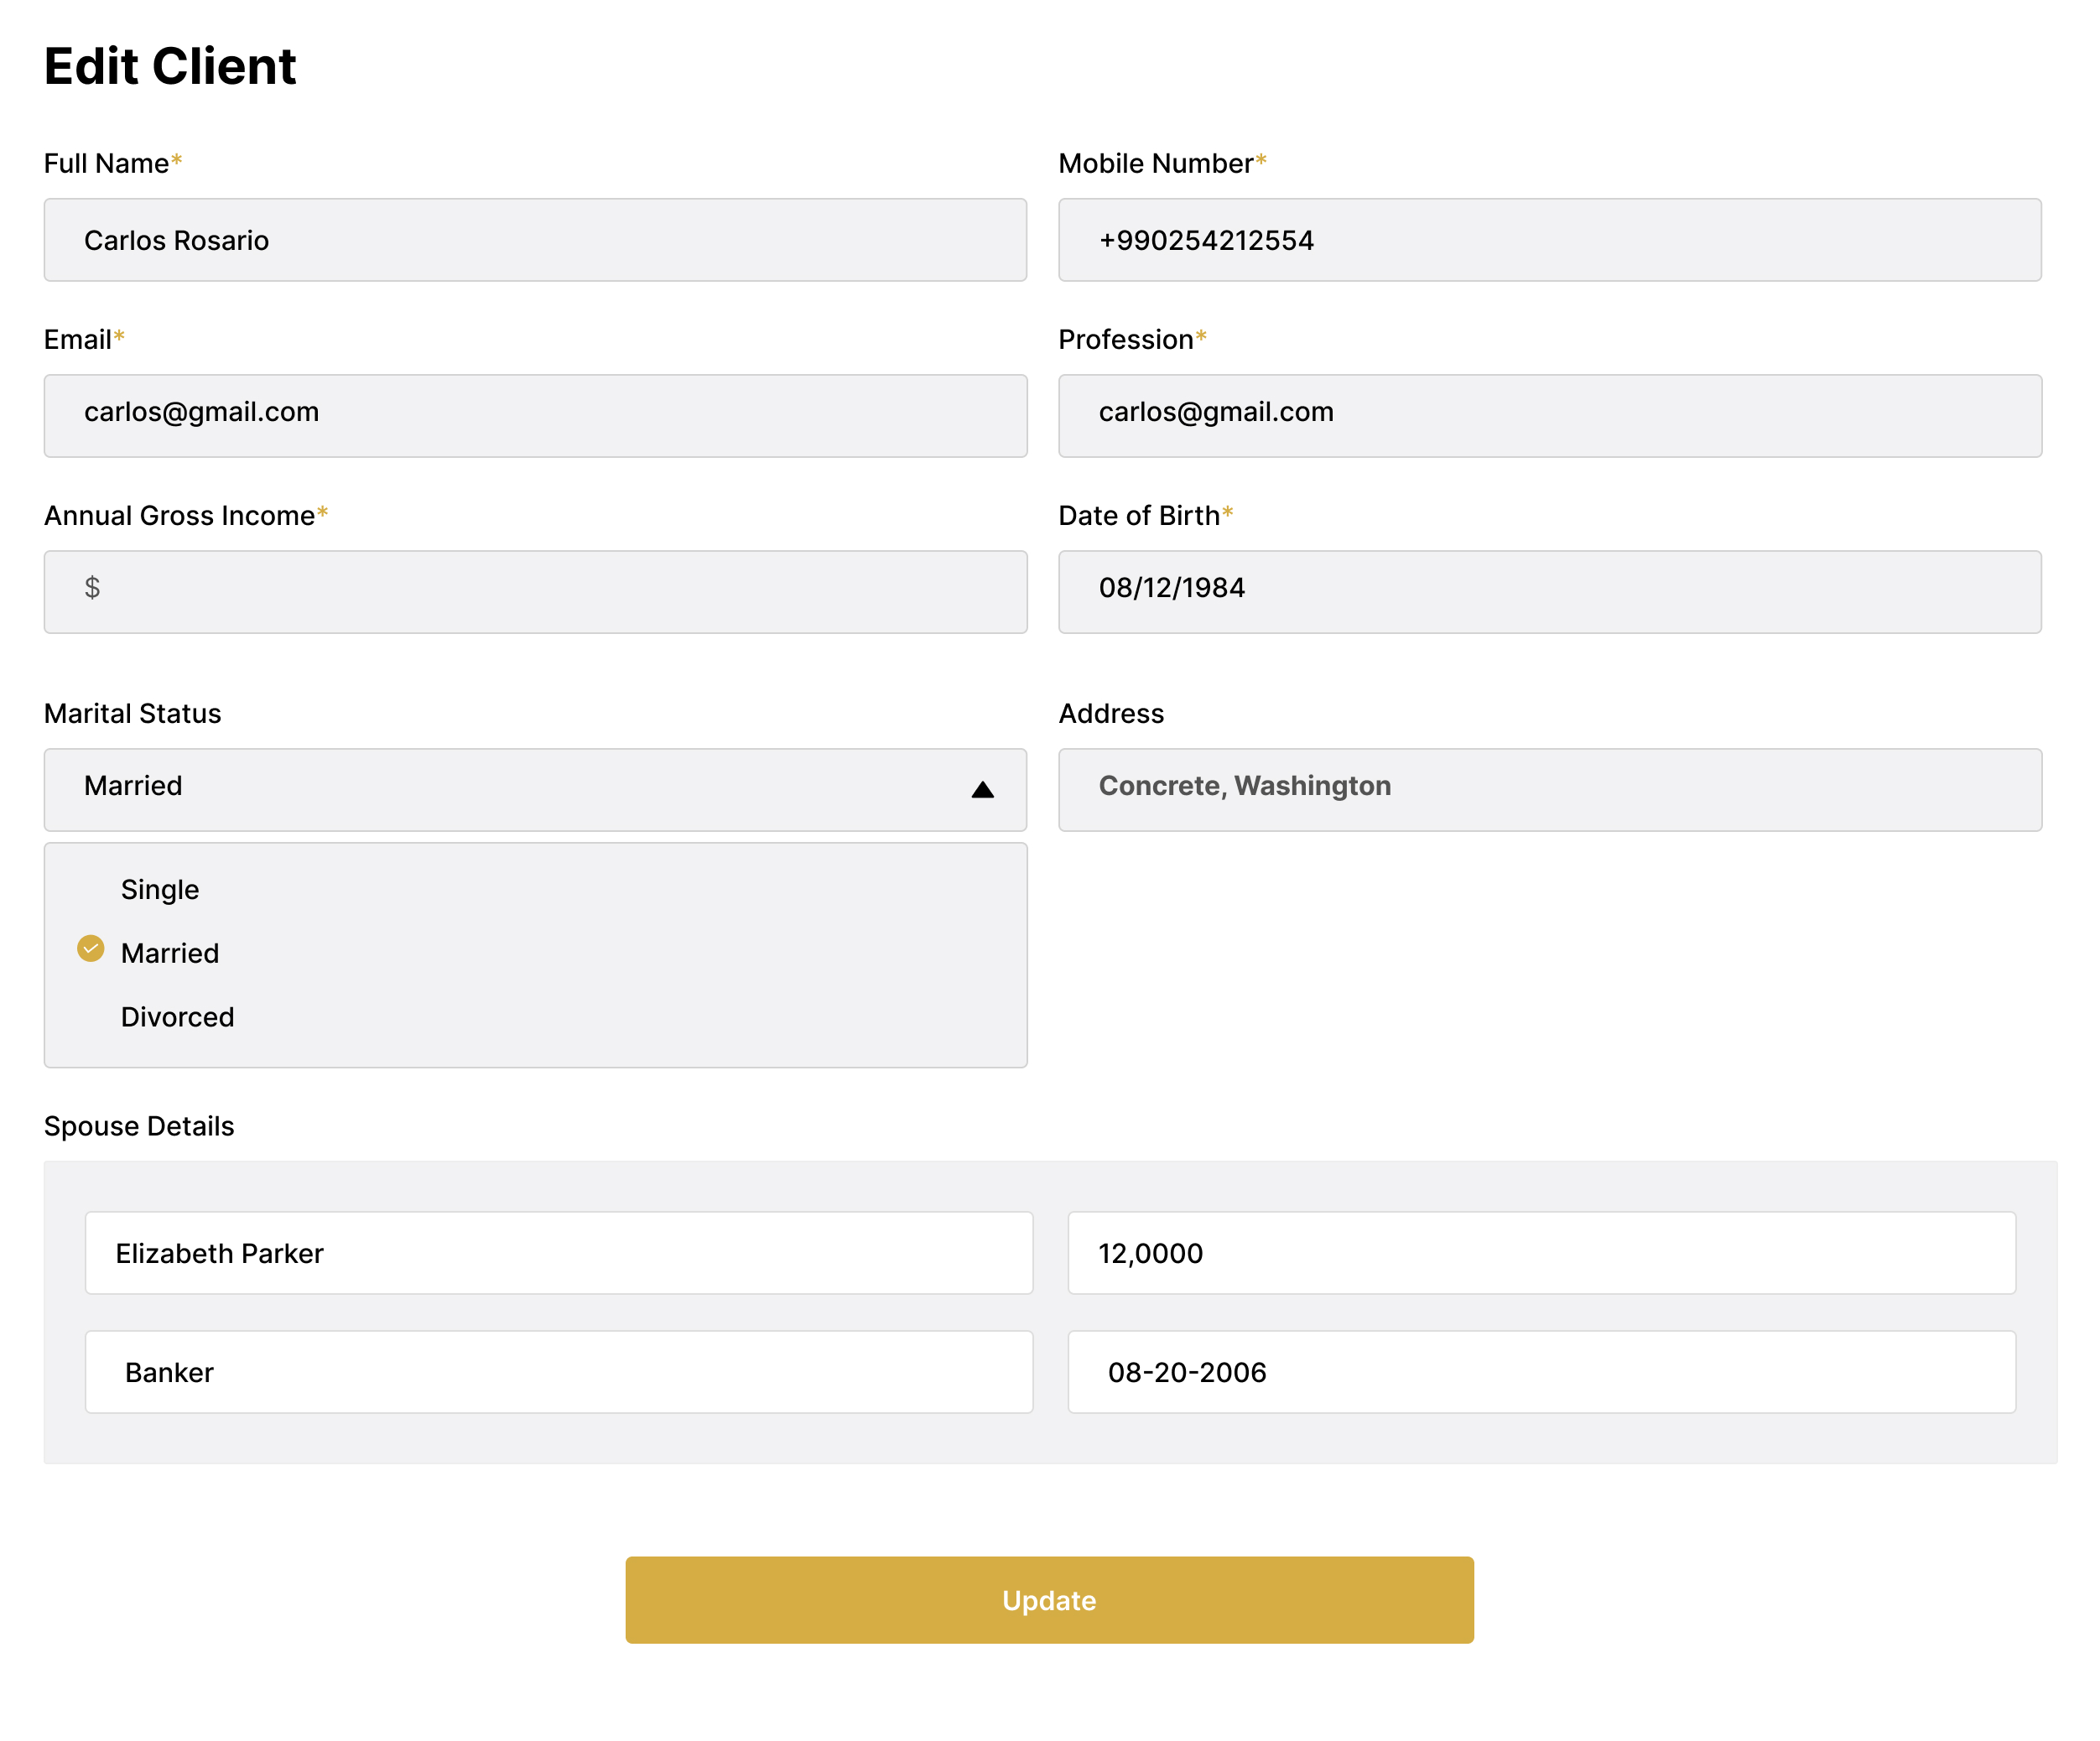 Edit Client
Full Name*
Mobile Number*
Carlos Rosario
+990254212554
Email*
Profession*
carlos@gmail.com
carlos@gmail.com
Annual Gross Income*
Date of Birth*
$
08/12/1984
Marital Status
Address
Married
Concrete, Washington
Single
Married
Divorced
Spouse Details
Elizabeth Parker
12,0000
Banker
08-20-2006
Update